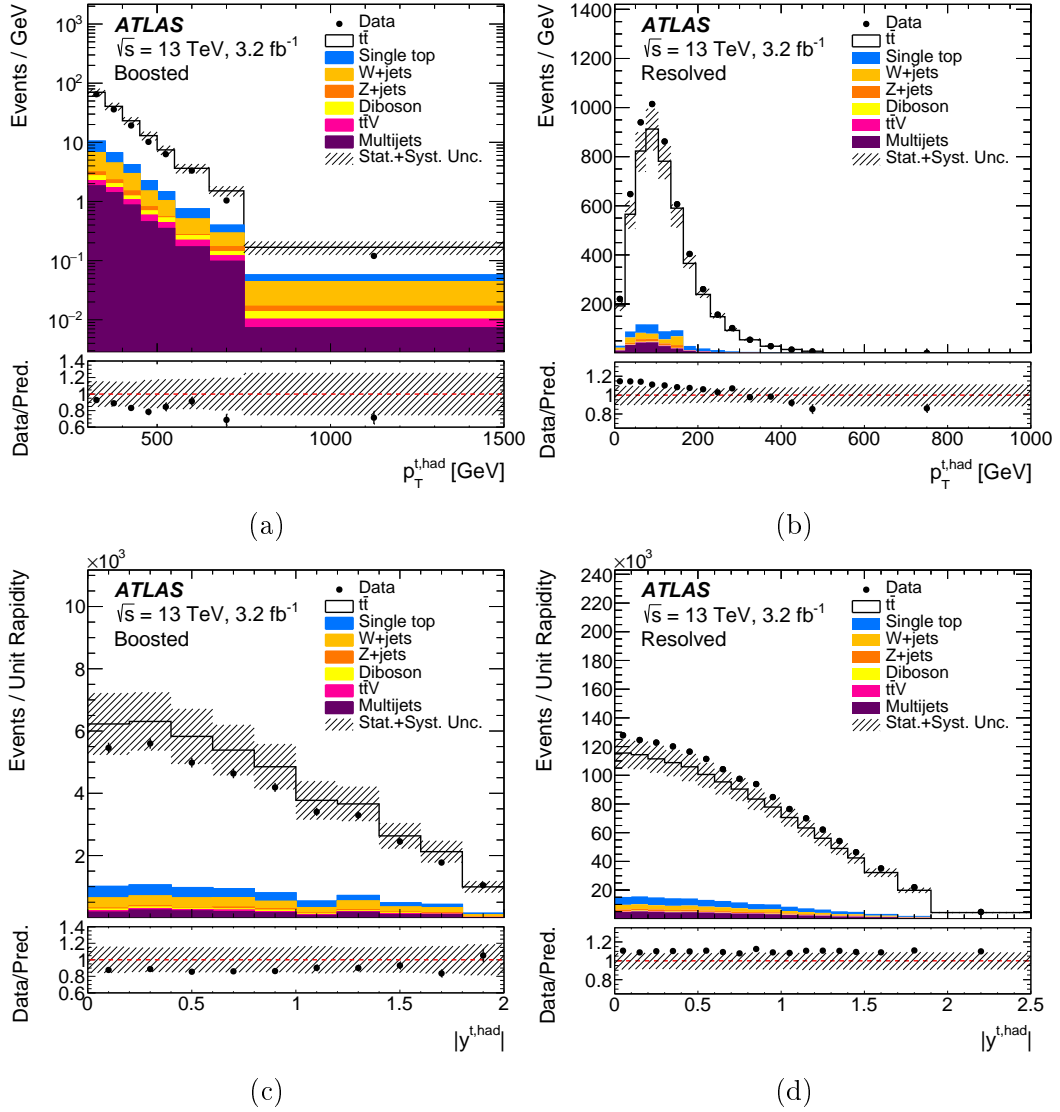 Events / GeV
10³
10²
10
1
10⁻¹
10⁻²
ATLAS
√s = 13 TeV, 3.2 fb⁻¹
Boosted
Data
tt̄
Single top
W+jets
Z+jets
Diboson
tt̄V
Multijets
Stat.+Syst. Unc.
Data/Pred.
1.4
1.2
1
0.8
0.6
500
1000
1500
p_T^{t,had} [GeV]
(a)
Events / GeV
1400
1200
1000
800
600
400
200
ATLAS
√s = 13 TeV, 3.2 fb⁻¹
Resolved
Data
tt̄
Single top
W+jets
Z+jets
Diboson
tt̄V
Multijets
Stat.+Syst. Unc.
Data/Pred.
1.2
1
0.8
0
200
400
600
800
1000
p_T^{t,had} [GeV]
(b)
×10³
Events / Unit Rapidity
10
8
6
4
2
ATLAS
√s = 13 TeV, 3.2 fb⁻¹
Boosted
Data
tt̄
Single top
W+jets
Z+jets
Diboson
tt̄V
Multijets
Stat.+Syst. Unc.
Data/Pred.
1.4
1.2
1
0.8
0.6
0
0.5
1
1.5
2
|y^{t,had}|
(c)
×10³
Events / Unit Rapidity
240
220
200
180
160
140
120
100
80
60
40
20
ATLAS
√s = 13 TeV, 3.2 fb⁻¹
Resolved
Data
tt̄
Single top
W+jets
Z+jets
Diboson
tt̄V
Multijets
Stat.+Syst. Unc.
Data/Pred.
1.2
1
0.8
0
0.5
1
1.5
2
2.5
|y^{t,had}|
(d)